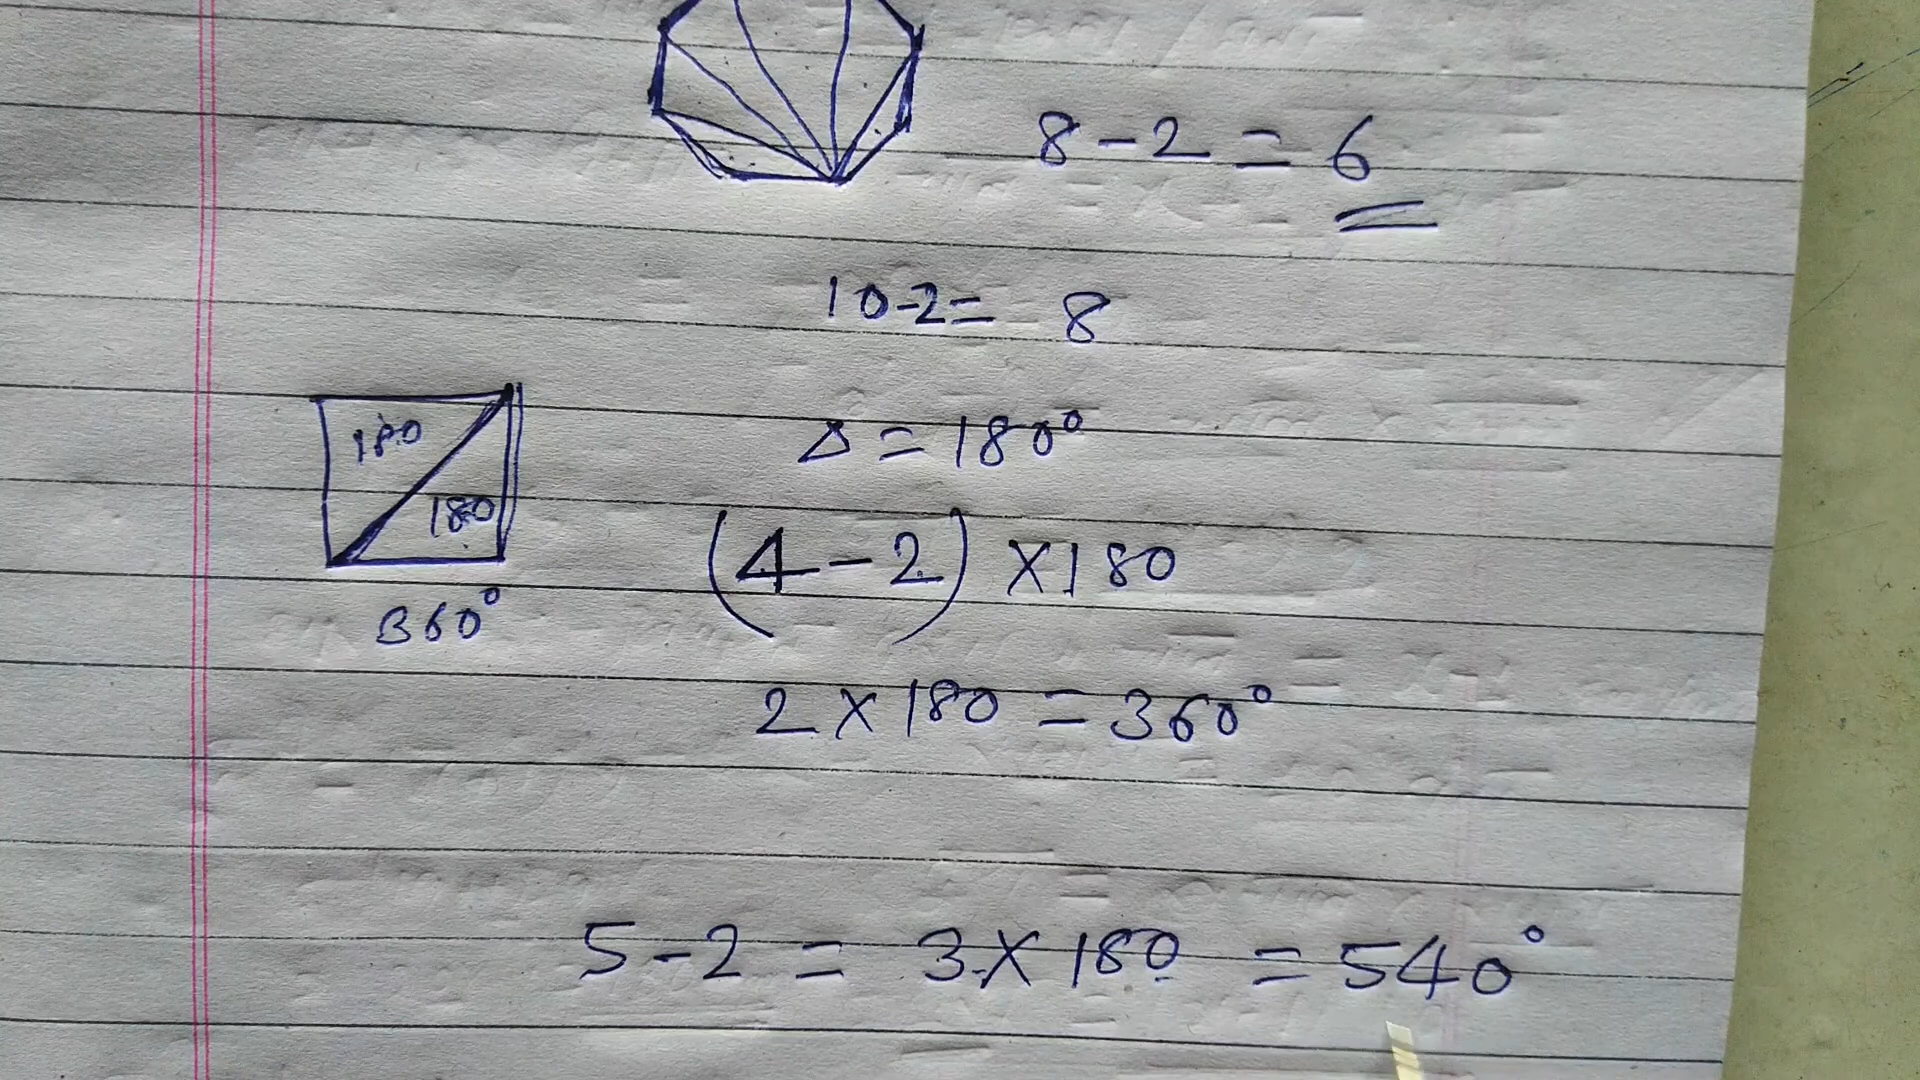 8 - 2 = 6
10 - 2 = 8
180
Δ = 180°
180
(4 - 2) × 180
360°
2 × 180 = 360°
5 - 2 = 3 × 180 = 540°